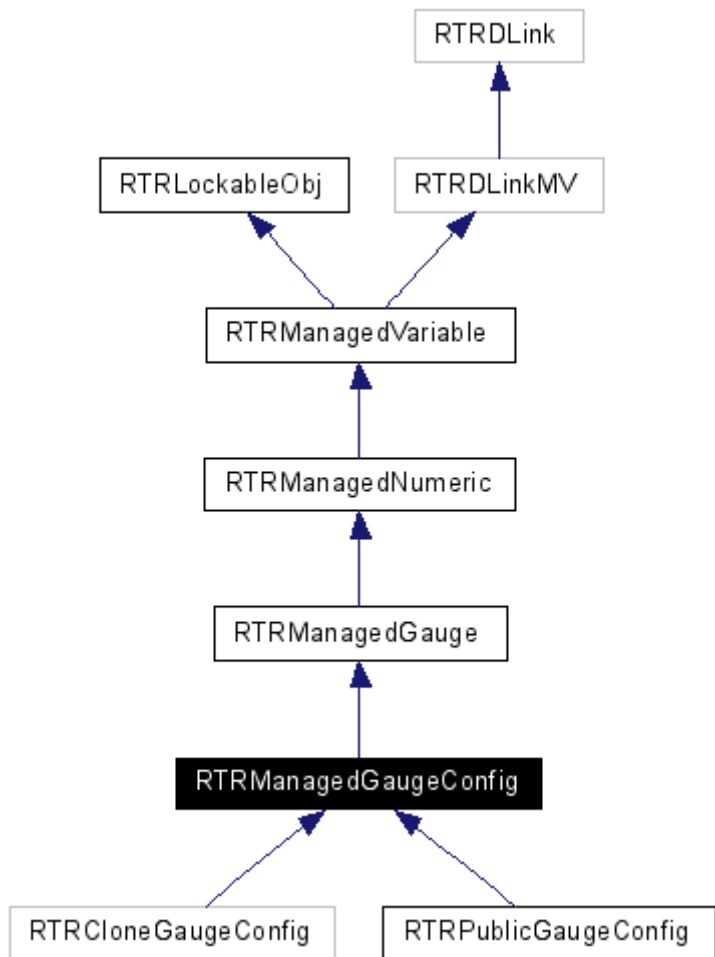 RTRDLink
RTRLockableObj
RTRDLinkMV
RTRManagedVariable
RTRManagedNumeric
RTRManagedGauge
RTRManagedGaugeConfig
RTRCloneGaugeConfig
RTRPublicGaugeConfig